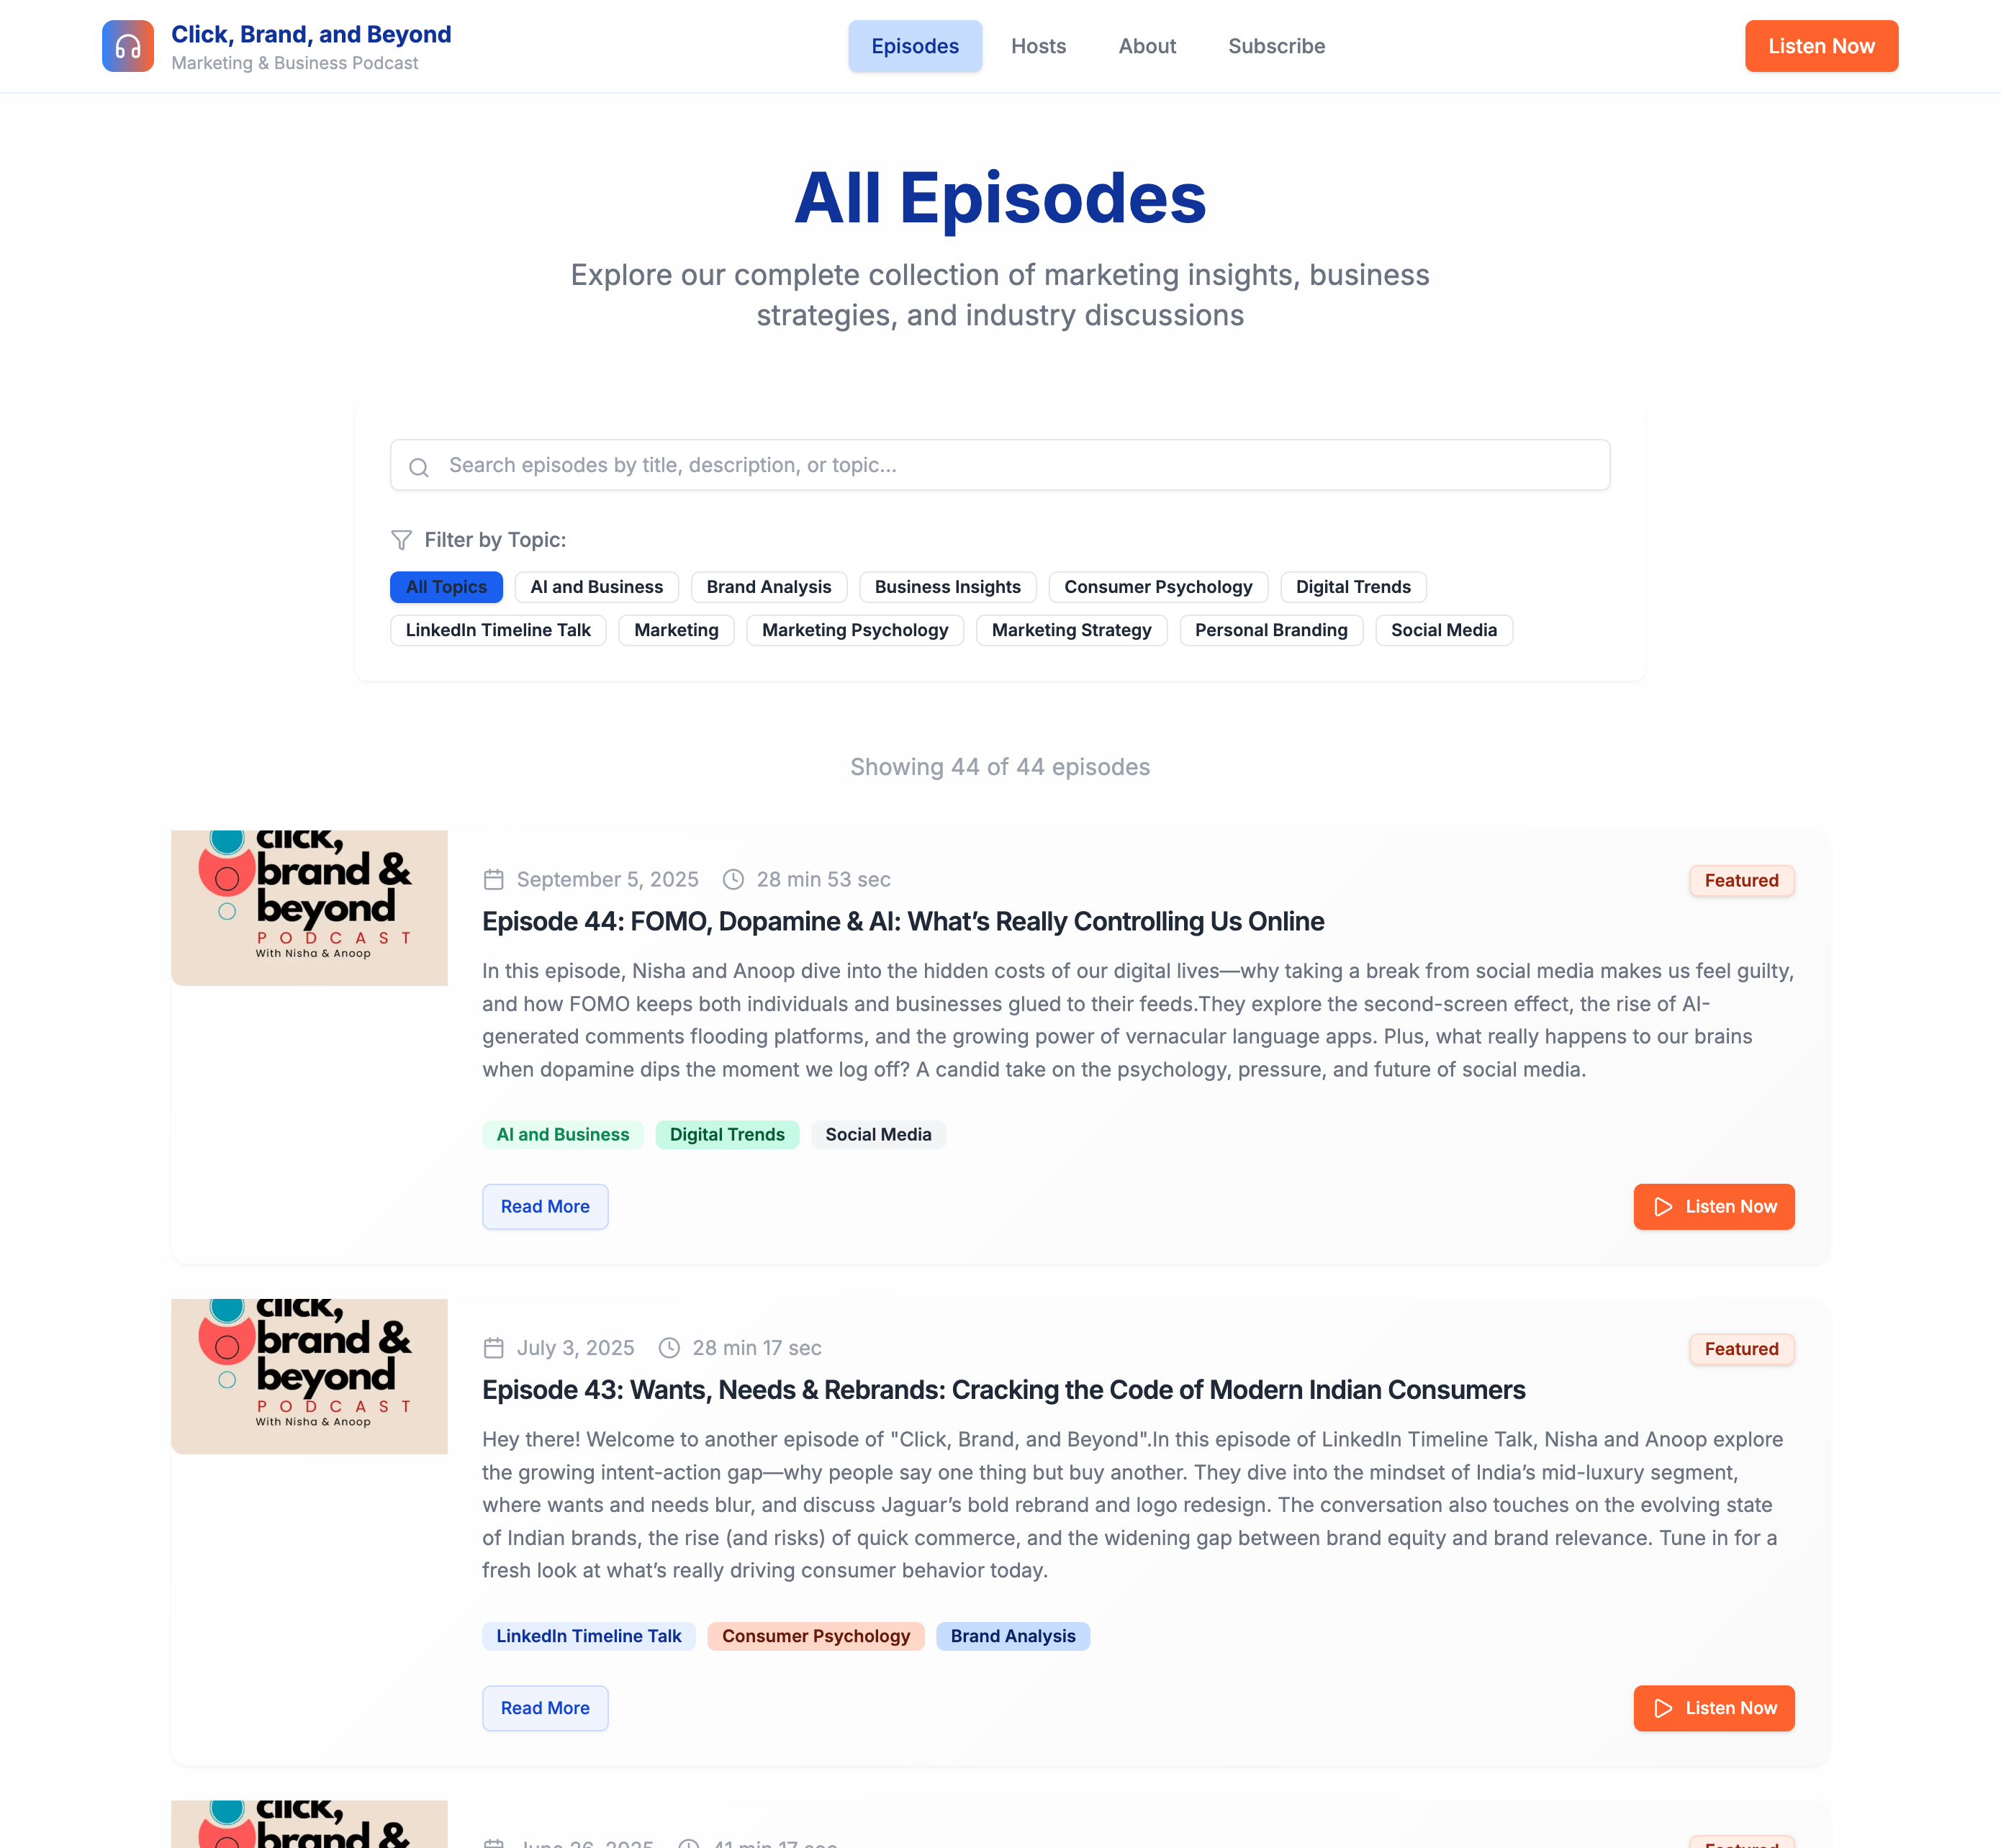 Click, Brand, and Beyond
Marketing & Business Podcast
Episodes
Hosts
About
Subscribe
Listen Now
All Episodes
Explore our complete collection of marketing insights, business
strategies, and industry discussions
Search episodes by title, description, or topic...
Filter by Topic:
All Topics
AI and Business
Brand Analysis
Business Insights
Consumer Psychology
Digital Trends
LinkedIn Timeline Talk
Marketing
Marketing Psychology
Marketing Strategy
Personal Branding
Social Media
Showing 44 of 44 episodes
click,
brand &
beyond
PODCAST
With Nisha & Anoop
September 5, 2025
28 min 53 sec
Featured
Episode 44: FOMO, Dopamine & AI: What’s Really Controlling Us Online
In this episode, Nisha and Anoop dive into the hidden costs of our digital lives—why taking a break from social media makes us feel guilty,
and how FOMO keeps both individuals and businesses glued to their feeds.They explore the second-screen effect, the rise of AI-
generated comments flooding platforms, and the growing power of vernacular language apps. Plus, what really happens to our brains
when dopamine dips the moment we log off? A candid take on the psychology, pressure, and future of social media.
AI and Business
Digital Trends
Social Media
Read More
Listen Now
click,
brand &
beyond
PODCAST
With Nisha & Anoop
July 3, 2025
28 min 17 sec
Featured
Episode 43: Wants, Needs & Rebrands: Cracking the Code of Modern Indian Consumers
Hey there! Welcome to another episode of "Click, Brand, and Beyond".In this episode of LinkedIn Timeline Talk, Nisha and Anoop explore
the growing intent-action gap—why people say one thing but buy another. They dive into the mindset of India’s mid-luxury segment,
where wants and needs blur, and discuss Jaguar’s bold rebrand and logo redesign. The conversation also touches on the evolving state
of Indian brands, the rise (and risks) of quick commerce, and the widening gap between brand equity and brand relevance. Tune in for a
fresh look at what’s really driving consumer behavior today.
LinkedIn Timeline Talk
Consumer Psychology
Brand Analysis
Read More
Listen Now
click,
brand &
June 26, 2025
41 min 17 sec
Featured